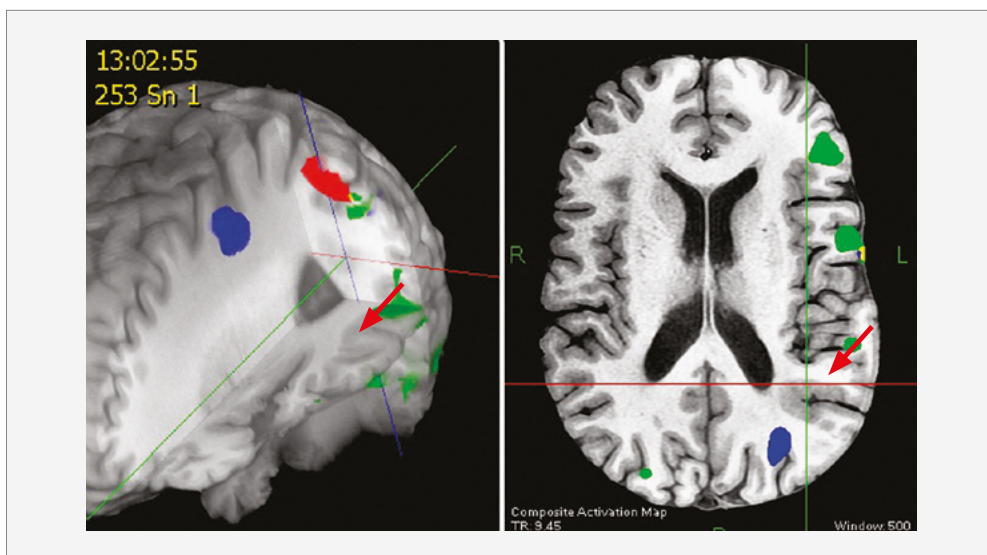 13:02:55
253 Sn 1
R
L
Composite Activation Map
TR: 9.45
Window: 500